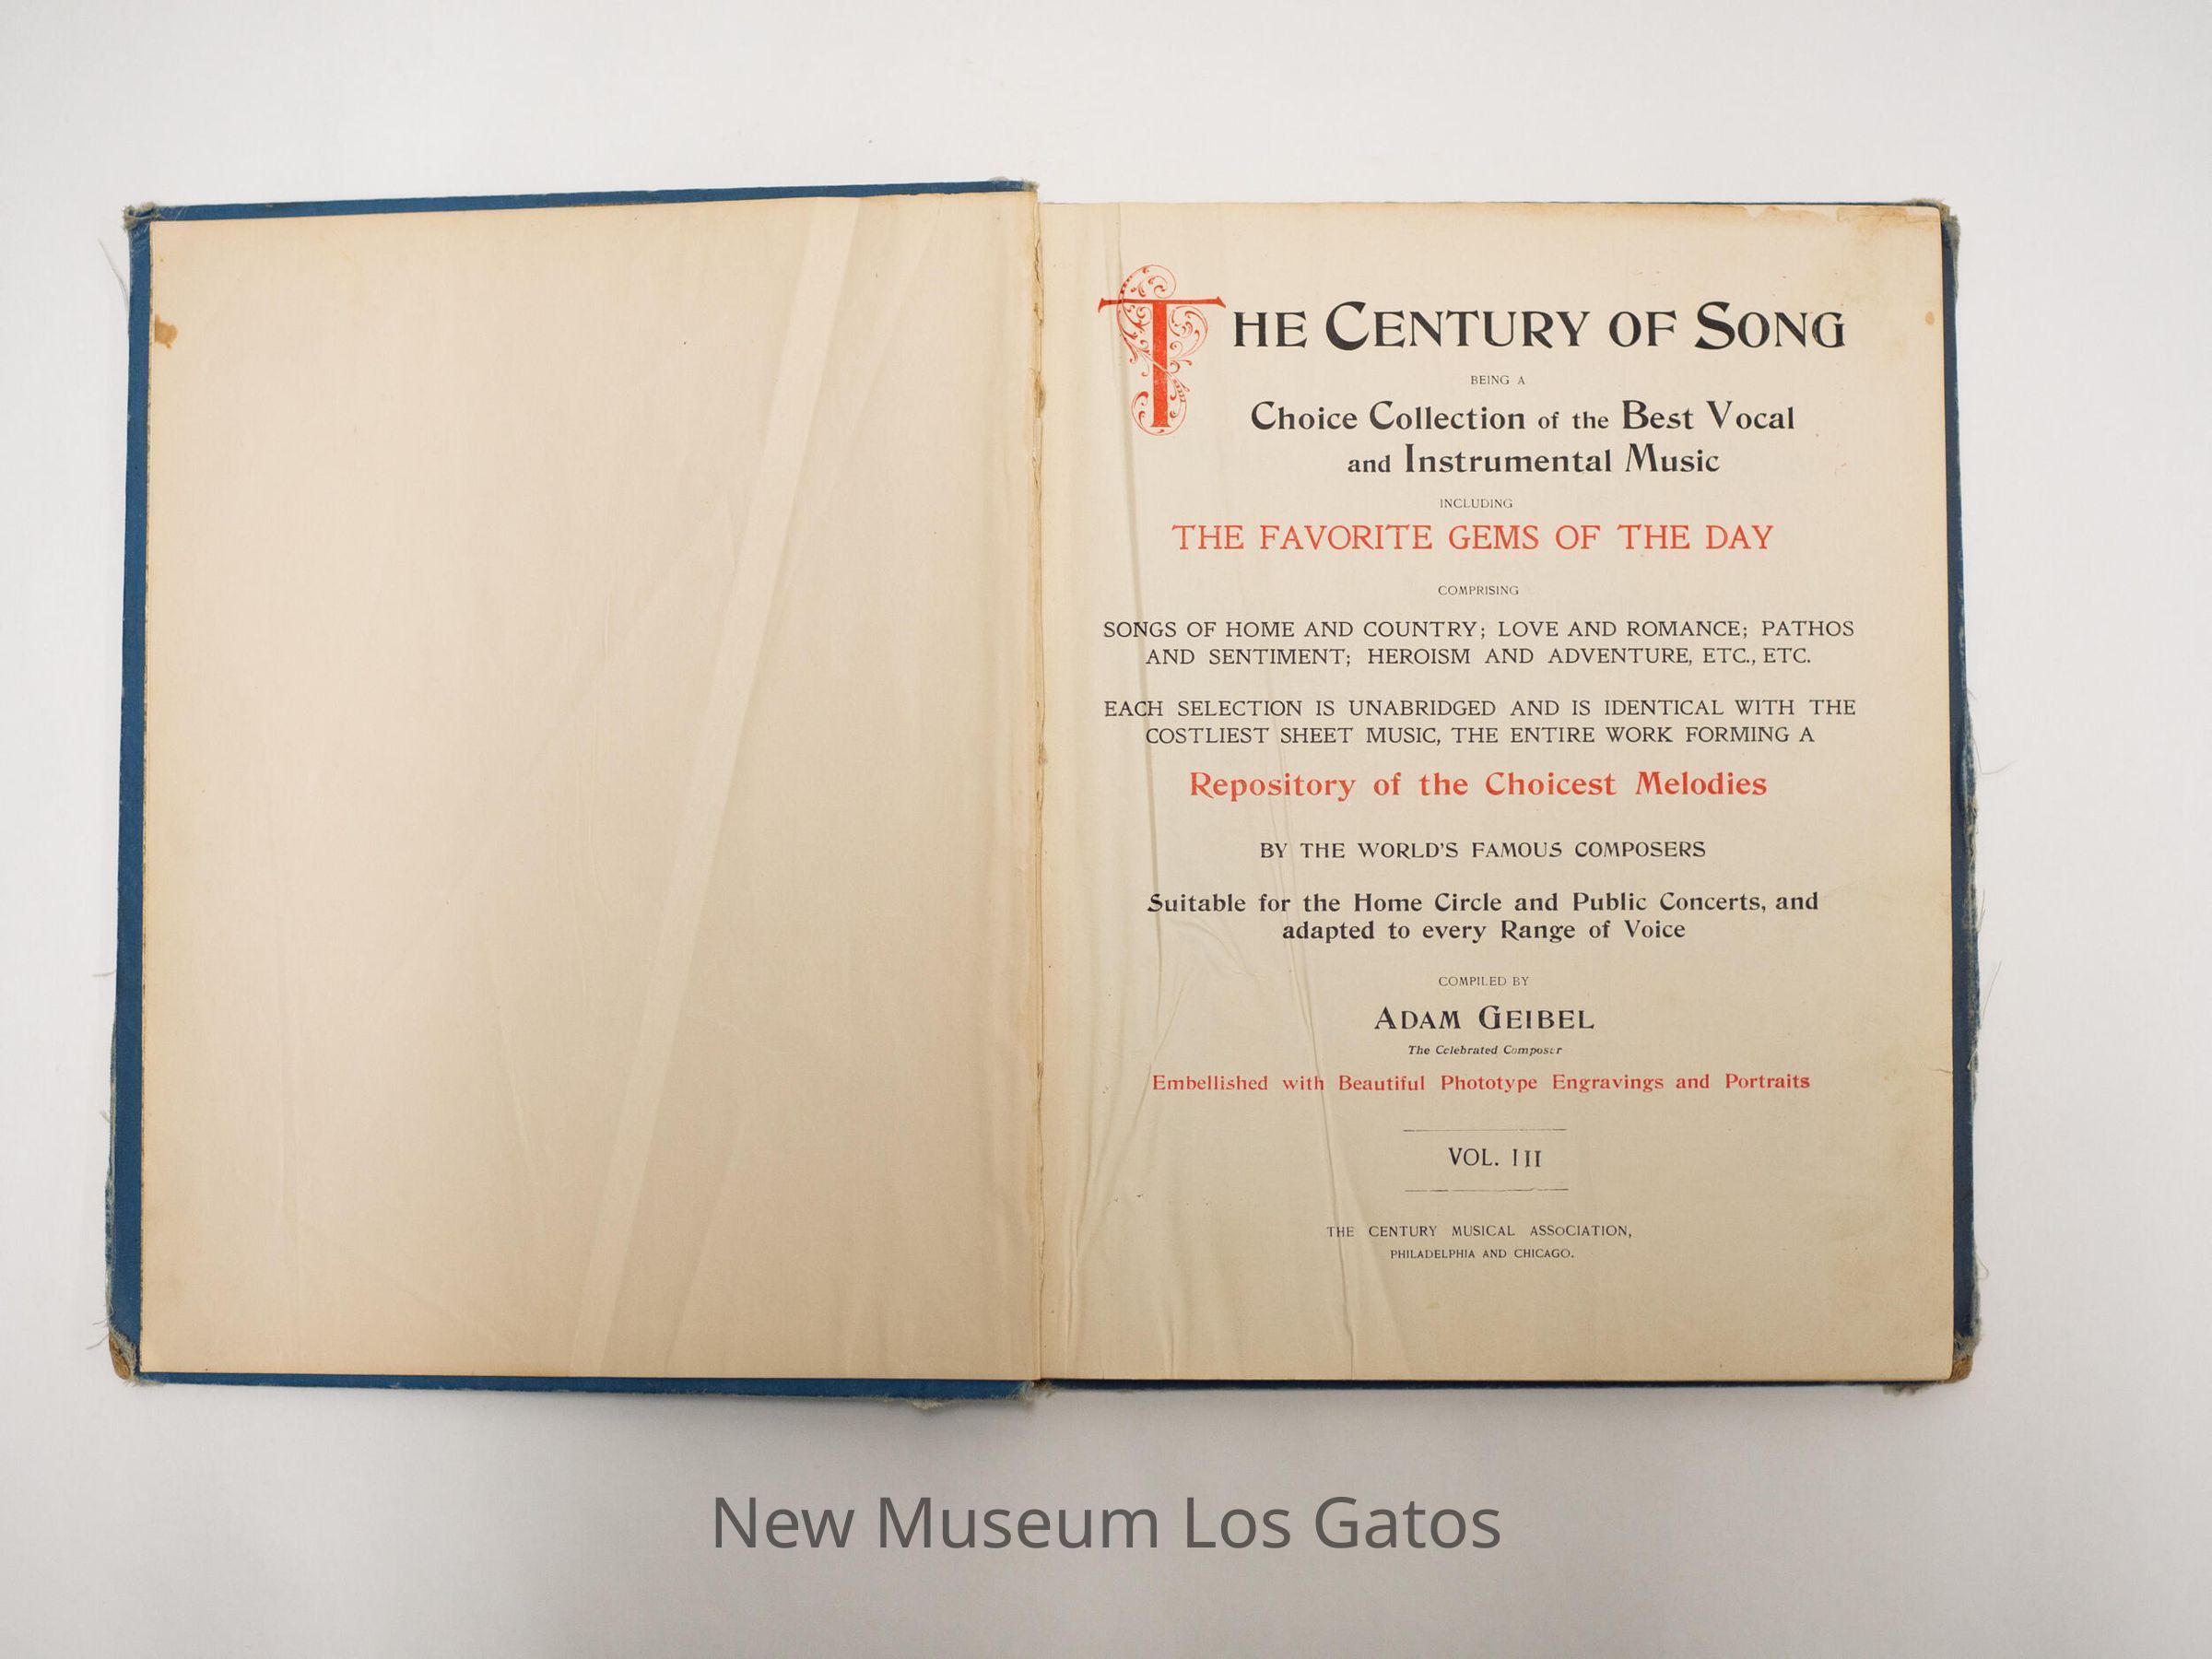 THE CENTURY OF SONG
BEING A
Choice Collection of the Best Vocal
and Instrumental Music
INCLUDING
THE FAVORITE GEMS OF THE DAY
COMPRISING
SONGS OF HOME AND COUNTRY; LOVE AND ROMANCE; PATHOS
AND SENTIMENT; HEROISM AND ADVENTURE, ETC., ETC.
EACH SELECTION IS UNABRIDGED AND IS IDENTICAL WITH THE
COSTLIEST SHEET MUSIC, THE ENTIRE WORK FORMING A
Repository of the Choicest Melodies
BY THE WORLD'S FAMOUS COMPOSERS
Suitable for the Home Circle and Public Concerts, and
adapted to every Range of Voice
COMPILED BY
ADAM GEIBEL
The Celebrated Composer
Embellished with Beautiful Phototype Engravings and Portraits
VOL. III
THE CENTURY MUSICAL ASSOCIATION,
PHILADELPHIA AND CHICAGO.
New Museum Los Gatos